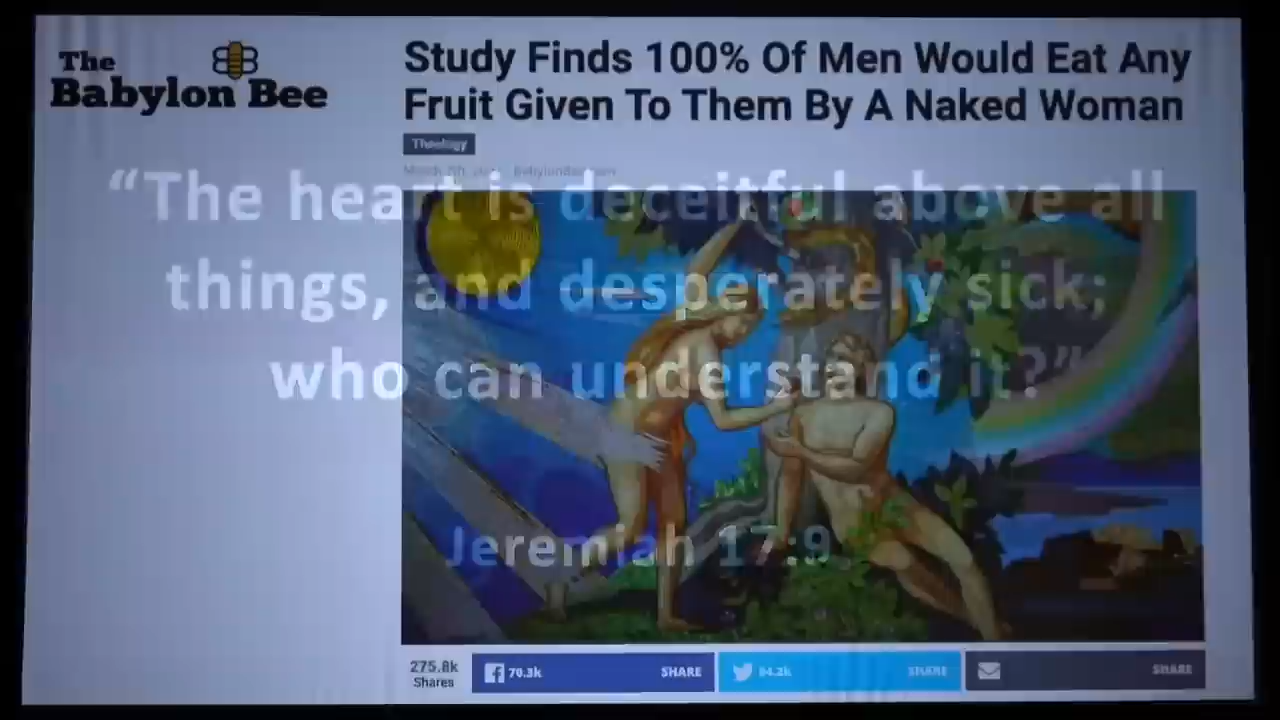 The
Babylon Bee
Study Finds 100% Of Men Would Eat Any
Fruit Given To Them By A Naked Woman
Theology
“The heart is deceitful above all
things, and desperately sick;
who can understand it?”
Jeremiah 17:9
275.8k
Shares
70.3k SHARE
SHARE
SHARE